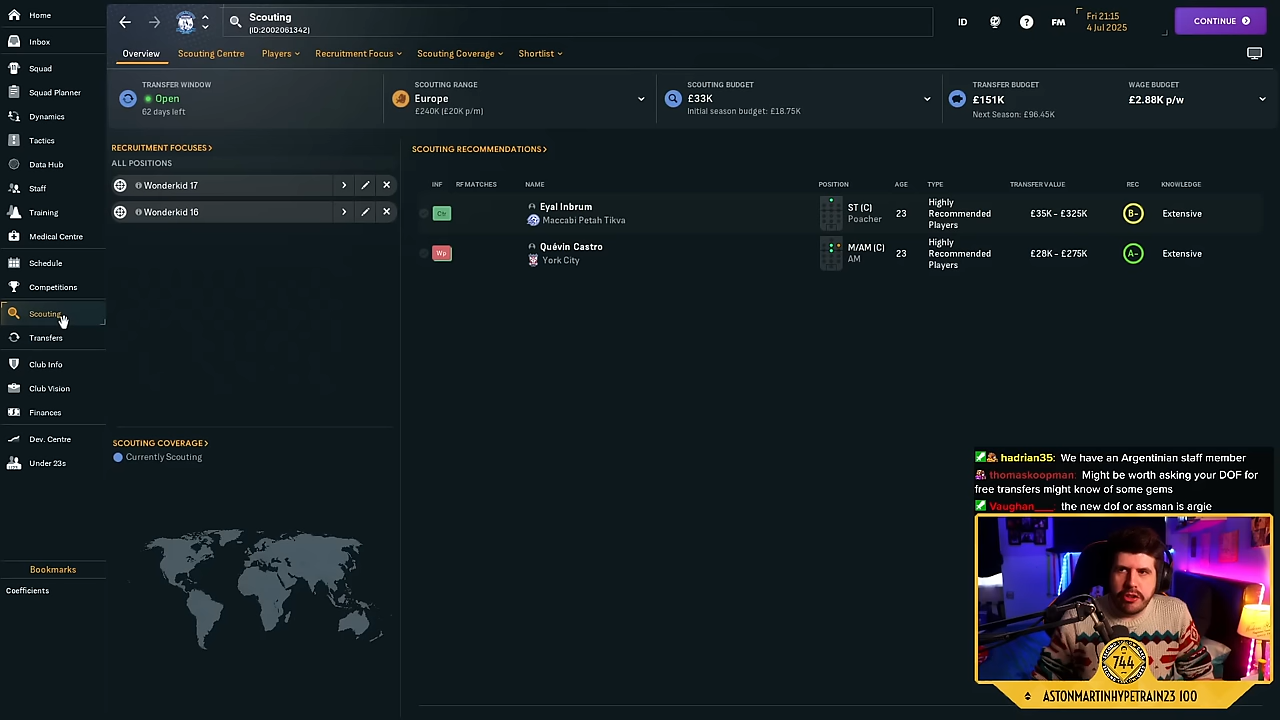 Home
Inbox
Squad
Squad Planner
Dynamics
Tactics
Data Hub
Staff
Training
Medical Centre
Schedule
Competitions
Scouting
Transfers
Club Info
Club Vision
Finances
Dev. Centre
Under 23s
Bookmarks
Coefficients
Scouting
(ID:2002061342)
ID
?
FM
Fri 21:15
4 Jul 2025
CONTINUE
Overview
Scouting Centre
Players
Recruitment Focus
Scouting Coverage
Shortlist
TRANSFER WINDOW
Open
62 days left
SCOUTING RANGE
Europe
£240K (£20K p/m)
SCOUTING BUDGET
£33K
Initial season budget: £18.75K
TRANSFER BUDGET
£151K
Next Season: £96.45K
WAGE BUDGET
£2.88K p/w
RECRUITMENT FOCUSES >
ALL POSITIONS
Wonderkid 17
Wonderkid 16
SCOUTING COVERAGE >
Currently Scouting
SCOUTING RECOMMENDATIONS >
INF RF MATCHES NAME POSITION AGE TYPE TRANSFER VALUE REC KNOWLEDGE
Ctr
Eyal Inbrum
Maccabi Petah Tikva
ST (C)
Poacher
23
Highly
Recommended
Players
£35K - £325K
B-
Extensive
Wp
Quévin Castro
York City
M/AM (C)
AM
23
Highly
Recommended
Players
£28K - £275K
A-
Extensive
hadrian35: We have an Argentinian staff member
thomaskoopman: Might be worth asking your DOF for
free transfers might know of some gems
Vaughan___ the new dof or assman is argie
744
ASTONMARTINHYPETRAIN23 100